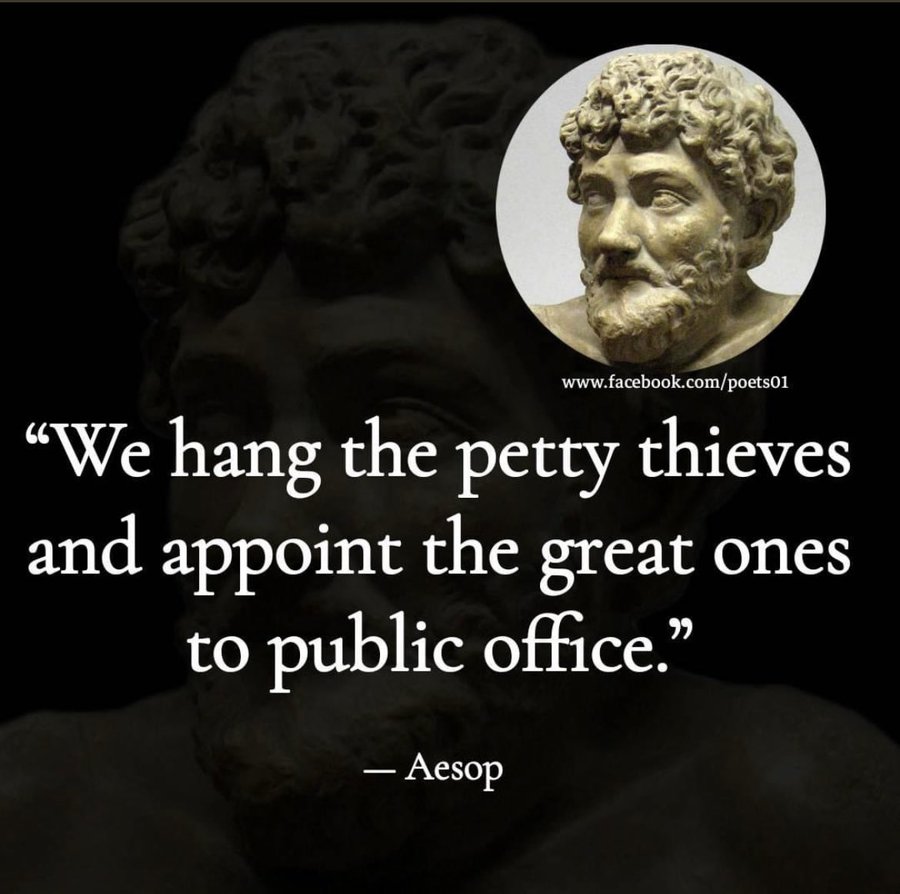 www.facebook.com/poets01
“We hang the petty thieves
and appoint the great ones
to public office.”
— Aesop